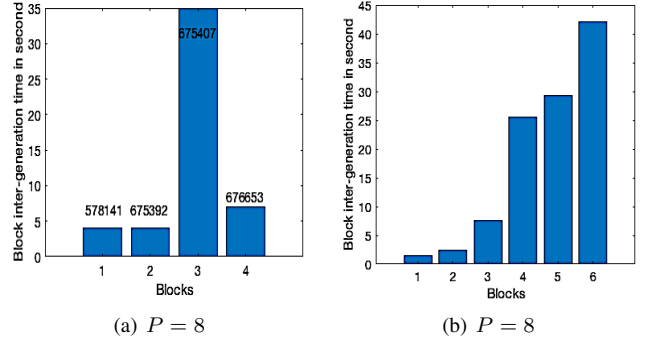 Block inter-generation time in second
35
30
25
20
15
10
5
0
578141
675392
675407
676653
1 2 3 4
Blocks
(a) P = 8
Block inter-generation time in second
45
40
35
30
25
20
15
10
5
0
1 2 3 4 5 6
Blocks
(b) P = 8